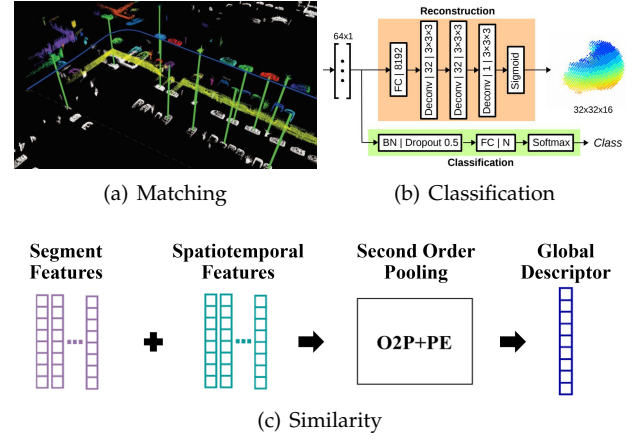 (a) Matching
Reconstruction
64x1
FC | 8192
Deconv | 32 | 3×3×3
Deconv | 32 | 3×3×3
Deconv | 1 | 3×3×3
Sigmoid
32x32x16
BN | Dropout 0.5
FC | N
Softmax
Class
Classification
(b) Classification
Segment
Features
Spatiotemporal
Features
Second Order
Pooling
O2P+PE
Global
Descriptor
(c) Similarity